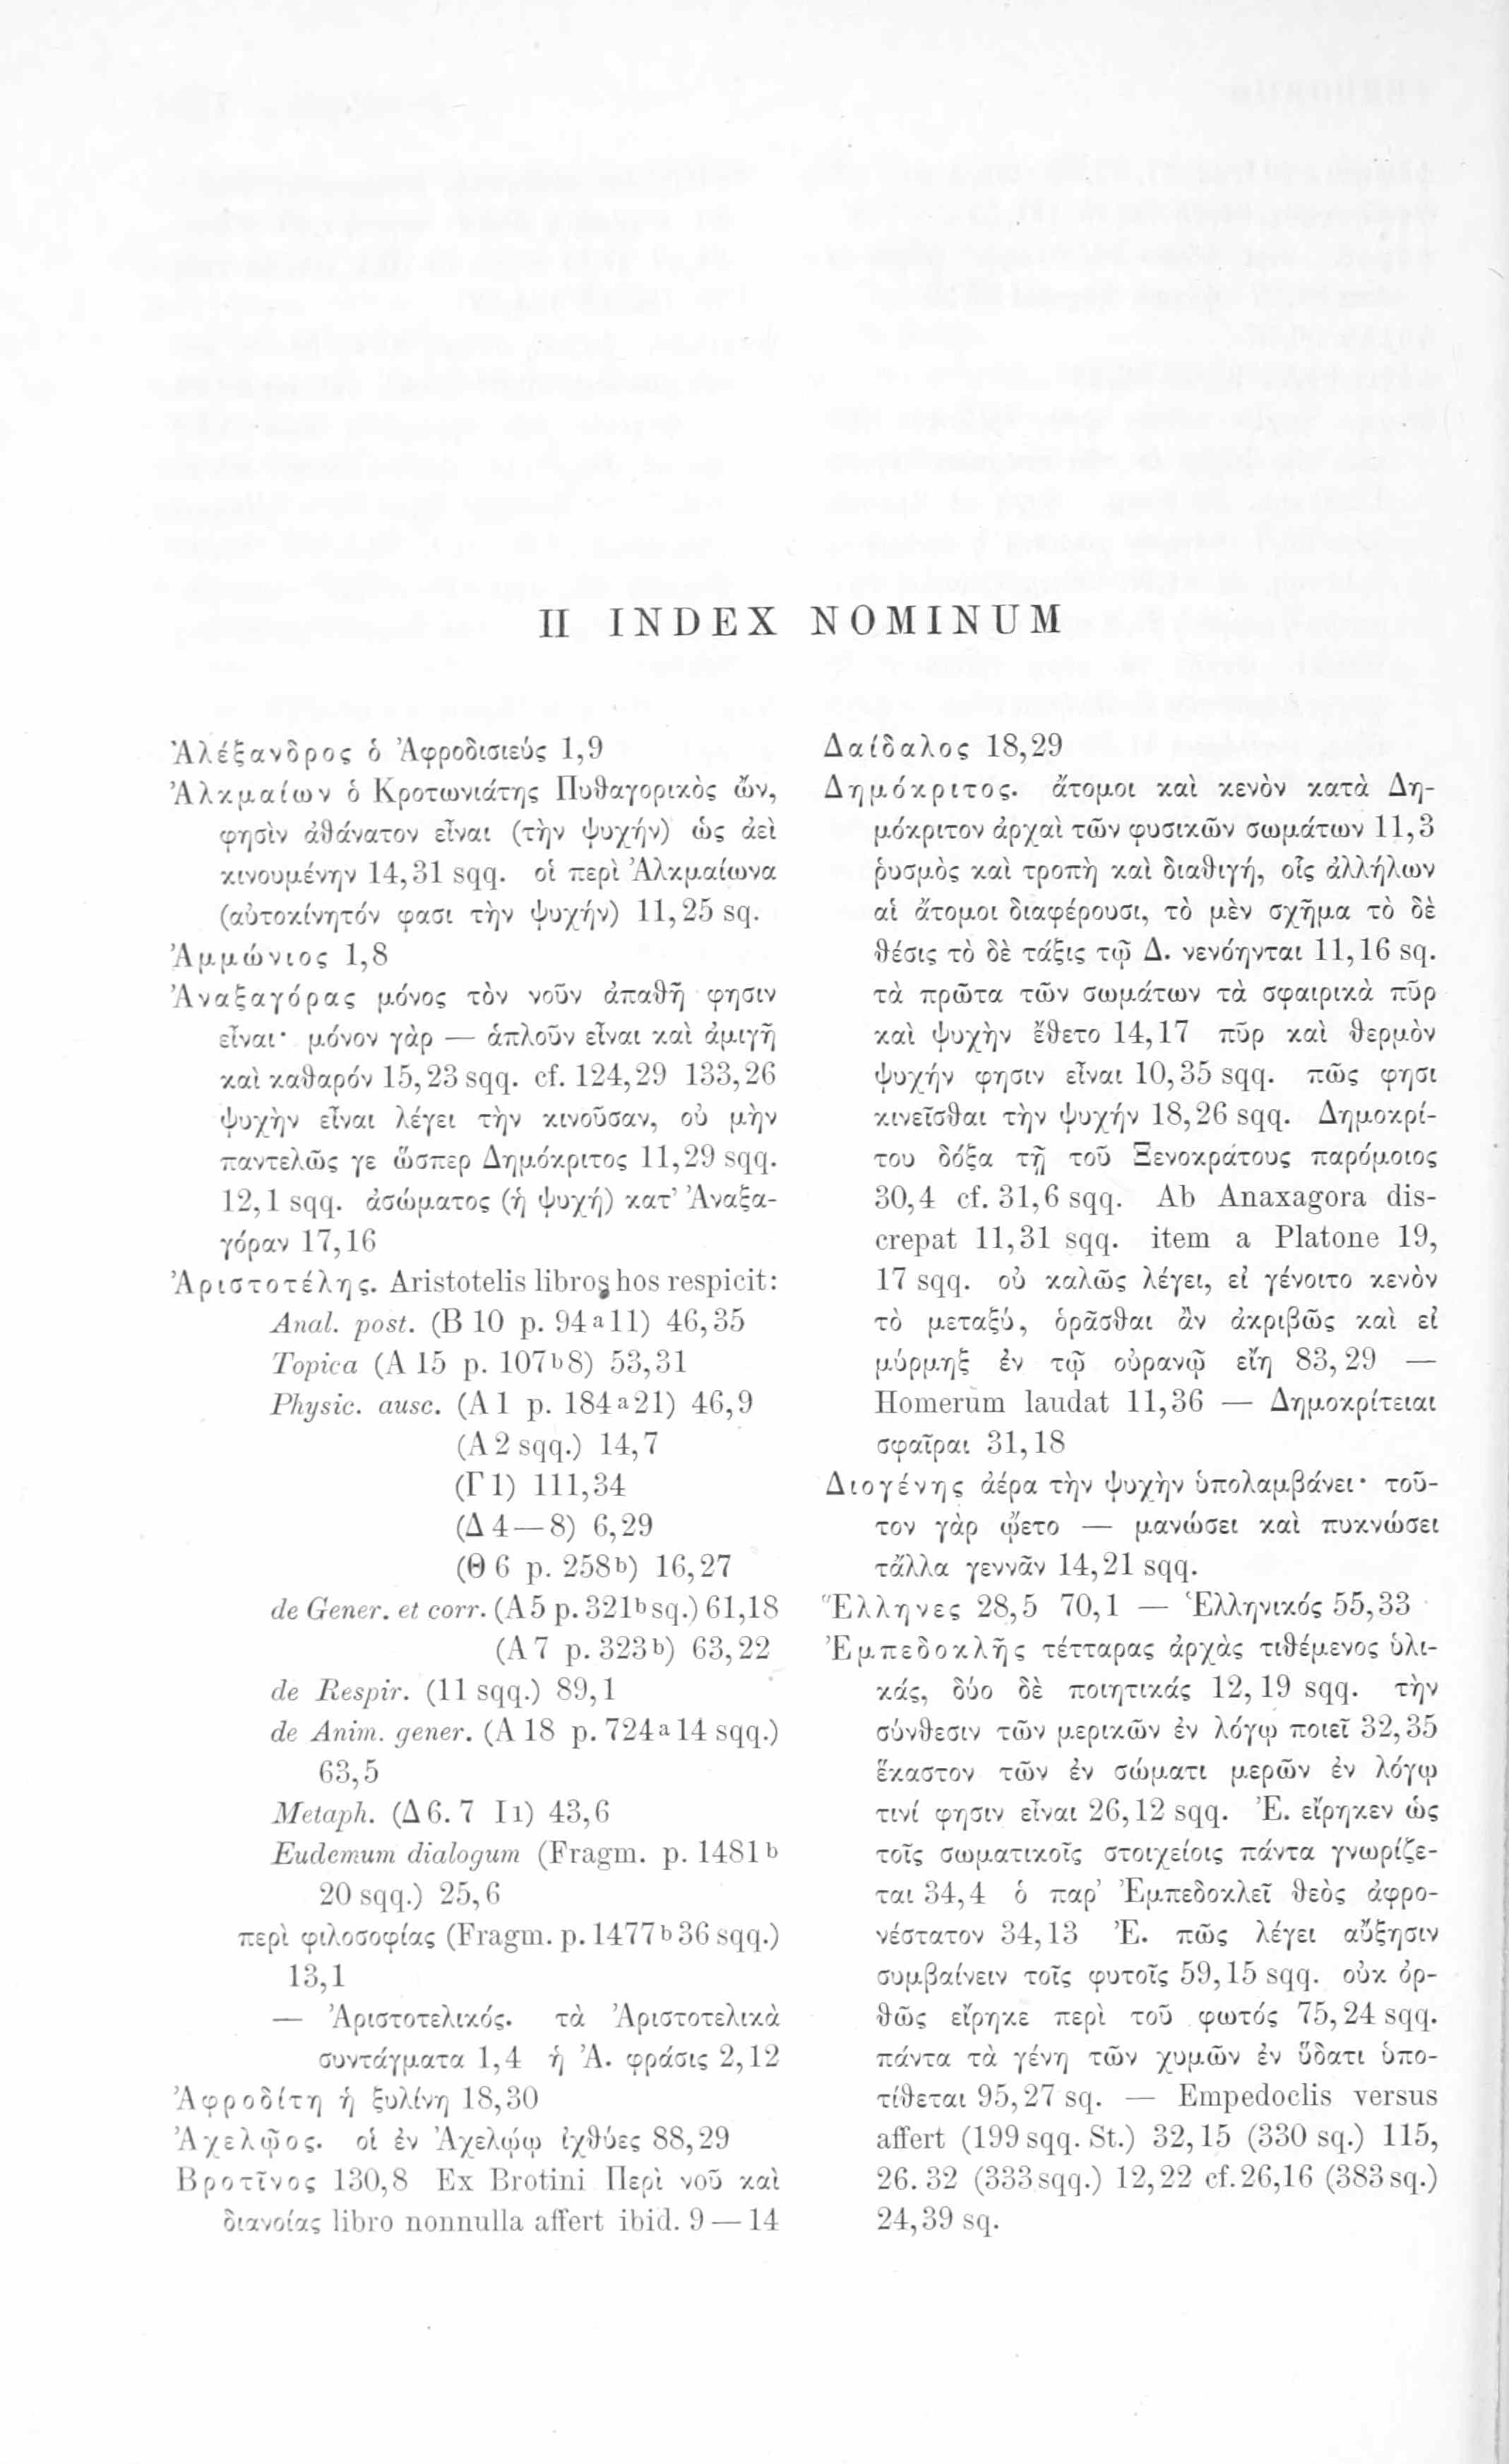 II INDEX NOMINUM
Ἀλέξανδρος ὁ Ἀφροδισιεύς 1,9
Ἀλκμαίων ὁ Κροτωνιάτης Πυθαγορικὸς ὤν,
φησὶν ἀθάνατον εἶναι (τὴν ψυχήν) ὡς ἀεὶ
κινουμένην 14,31 sqq. οἱ περὶ Ἀλκμαίωνα
(αὐτοκίνητόν φασι τὴν ψυχήν) 11,25 sq.
Ἀμμώνιος 1,8
Ἀναξαγόρας μόνος τὸν νοῦν ἀπαθῆ φησιν
εἶναι· μόνον γὰρ — ἁπλοῦν εἶναι καὶ ἀμιγῆ
καὶ καθαρόν 15,23 sqq. cf. 124,29 133,26
ψυχὴν εἶναι λέγει τὴν κινοῦσαν, οὐ μὴν
παντελῶς γε ὥσπερ Δημόκριτος 11,29 sqq.
12,1 sqq. ἀσώματος (ἡ ψυχή) κατ’ Ἀναξα-
γόραν 17,16
Ἀριστοτέλης. Aristotelis libros hos respicit:
Anal. post. (B 10 p. 94a11) 46,35
Topica (A 15 p. 107b8) 53,31
Physic. ausc. (A 1 p. 184a21) 46,9
(A 2 sqq.) 14,7
(Γ 1) 111,34
(Δ 4—8) 6,29
(Θ 6 p. 258b) 16,27
de Gener. et corr. (A 5 p. 321b sq.) 61,18
(A 7 p. 323b) 63,22
de Respir. (11 sqq.) 89,1
de Anim. gener. (A 18 p. 724a14 sqq.)
63,5
Metaph. (Δ 6. 7 I1) 43,6
Eudemum dialogum (Fragm. p. 1481b
20 sqq.) 25,6
περὶ φιλοσοφίας (Fragm. p. 1477b36 sqq.)
13,1
— Ἀριστοτελικός. τὰ Ἀριστοτελικὰ
συντάγματα 1,4 ἡ Ἀ. φράσις 2,12
Ἀφροδίτη ἡ ξυλίνη 18,30
Ἀχελῷος. οἱ ἐν Ἀχελῴῳ ἰχθύες 88,29
Βροτῖνος 130,8 Ex Brotini Περὶ νοῦ καὶ
διανοίας libro nonnulla affert ibid. 9—14
Δαίδαλος 18,29
Δημόκριτος. ἄτομοι καὶ κενὸν κατὰ Δη-
μόκριτον ἀρχαὶ τῶν φυσικῶν σωμάτων 11,3
ῥυσμὸς καὶ τροπὴ καὶ διαθιγή, οἷς ἀλλήλων
αἱ ἄτομοι διαφέρουσι, τὸ μὲν σχῆμα τὸ δὲ
θέσις τὸ δὲ τάξις τῷ Δ. νενόηνται 11,16 sq.
τὰ πρῶτα τῶν σωμάτων τὰ σφαιρικὰ πῦρ
καὶ ψυχὴν ἔθετο 14,17 πῦρ καὶ θερμὸν
ψυχήν φησιν εἶναι 10,35 sqq. πῶς φησι
κινεῖσθαι τὴν ψυχήν 18,26 sqq. Δημοκρί-
του δόξα τῇ τοῦ Ξενοκράτους παρόμοιος
30,4 cf. 31,6 sqq. Ab Anaxagora dis-
crepat 11,31 sqq. item a Platone 19,
17 sqq. οὐ καλῶς λέγει, εἰ γένοιτο κενὸν
τὸ μεταξύ, ὁρᾶσθαι ἂν ἀκριβῶς καὶ εἰ
μύρμηξ ἐν τῷ οὐρανῷ εἴη 83,29 —
Homerum laudat 11,36 — Δημοκρίτειαι
σφαῖραι 31,18
Διογένης ἀέρα τὴν ψυχὴν ὑπολαμβάνει· τοῦ-
τον γὰρ ᾤετο — μανώσει καὶ πυκνώσει
τἄλλα γεννᾶν 14,21 sqq.
Ἕλληνες 28,5 70,1 — Ἑλληνικός 55,33
Ἐμπεδοκλῆς τέτταρας ἀρχὰς τιθέμενος ὑλι-
κάς, δύο δὲ ποιητικάς 12,19 sqq. τὴν
σύνθεσιν τῶν μερικῶν ἐν λόγῳ ποιεῖ 32,35
ἕκαστον τῶν ἐν σώματι μερῶν ἐν λόγῳ
τινί φησιν εἶναι 26,12 sqq. Ἐ. εἴρηκεν ὡς
τοῖς σωματικοῖς στοιχείοις πάντα γνωρίζε-
ται 34,4 ὁ παρ’ Ἐμπεδοκλεῖ θεὸς ἀφρο-
νέστατον 34,13 Ἐ. πῶς λέγει αὔξησιν
συμβαίνειν τοῖς φυτοῖς 59,15 sqq. οὐκ ὀρ-
θῶς εἴρηκε περὶ τοῦ φωτός 75,24 sqq.
πάντα τὰ γένη τῶν χυμῶν ἐν ὕδατι ὑπο-
τίθεται 95,27 sq. — Empedoclis versus
affert (199 sqq. St.) 32,15 (330 sq.) 115,
26. 32 (333 sqq.) 12,22 cf. 26,16 (383 sq.)
24,39 sq.